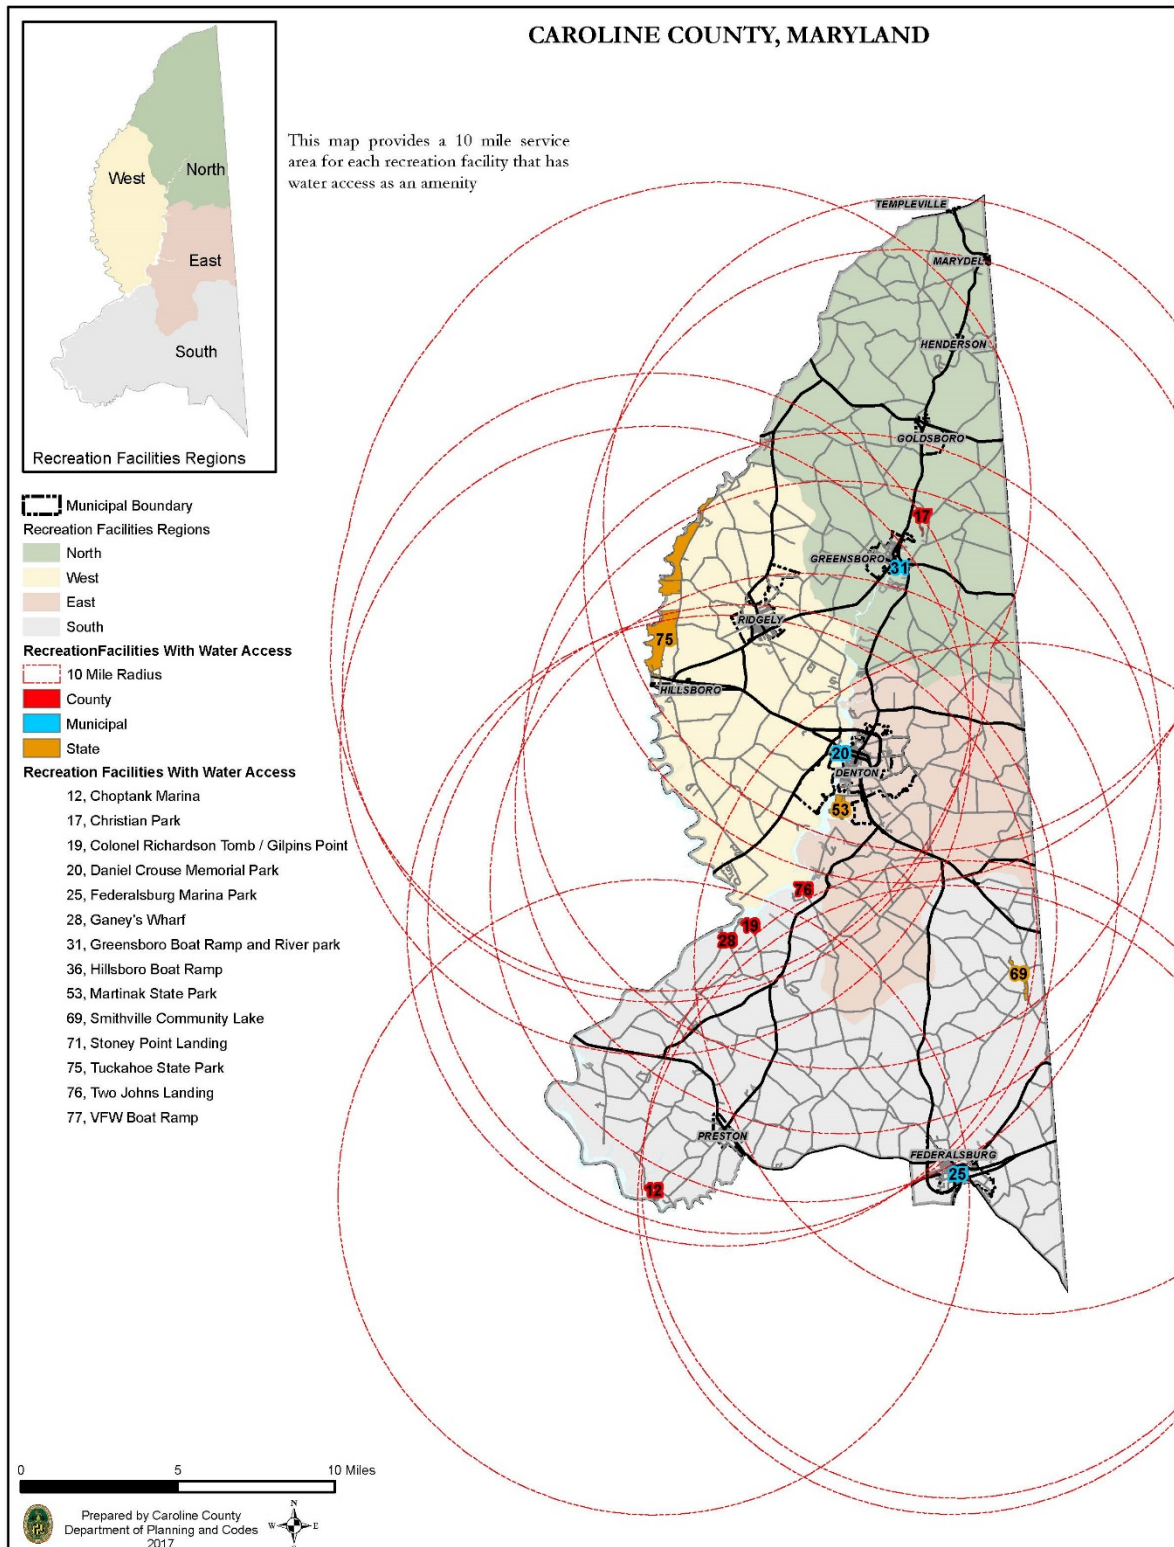 CAROLINE COUNTY, MARYLAND
North
West
East
South
Recreation Facilities Regions
This map provides a 10 mile service
area for each recreation facility that has
water access as an amenity
Municipal Boundary
Recreation Facilities Regions
North
West
East
South
RecreationFacilities With Water Access
10 Mile Radius
County
Municipal
State
Recreation Facilities With Water Access
12, Choptank Marina
17, Christian Park
19, Colonel Richardson Tomb / Gilpins Point
20, Daniel Crouse Memorial Park
25, Federalsburg Marina Park
28, Ganey's Wharf
31, Greensboro Boat Ramp and River park
36, Hillsboro Boat Ramp
53, Martinak State Park
69, Smithville Community Lake
71, Stoney Point Landing
75, Tuckahoe State Park
76, Two Johns Landing
77, VFW Boat Ramp
TEMPLEVILLE
MARYDEL
HENDERSON
GOLDSBORO
17
GREENSBORO
31
RIDGELY
75
HILLSBORO
20
DENTON
53
76
19
28
69
PRESTON
FEDERALSBURG
25
12
0 5 10 Miles
Prepared by Caroline County
Department of Planning and Codes
2017
N
W E